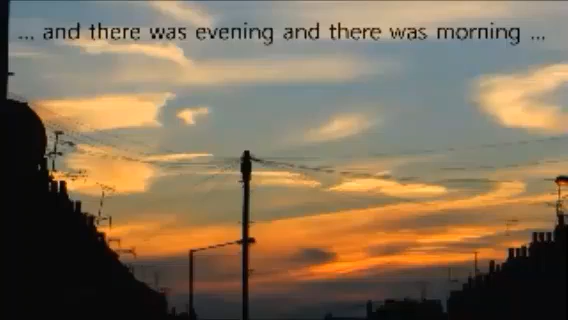 ... and there was evening and there was morning ...